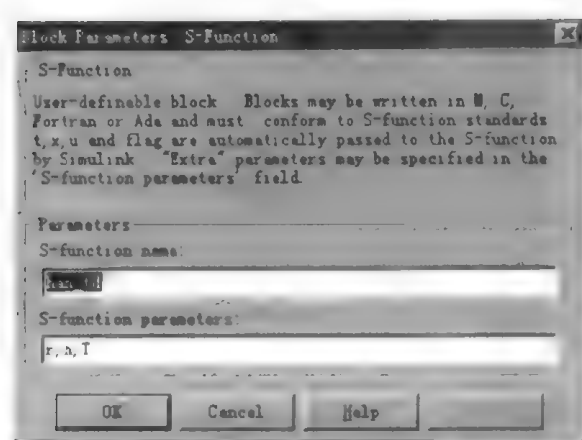 Block Parameters S-Function
S-Function
User-definable block Blocks may be written in M, C,
Fortran or Ada and must conform to S-function standards
t,x,u and flag are automatically passed to the S-function
by Simulink "Extra" parameters may be specified in the
'S-function parameters' field.
Parameters
S-function name:
S-function parameters:
r,h,T
OK
Cancel
Help